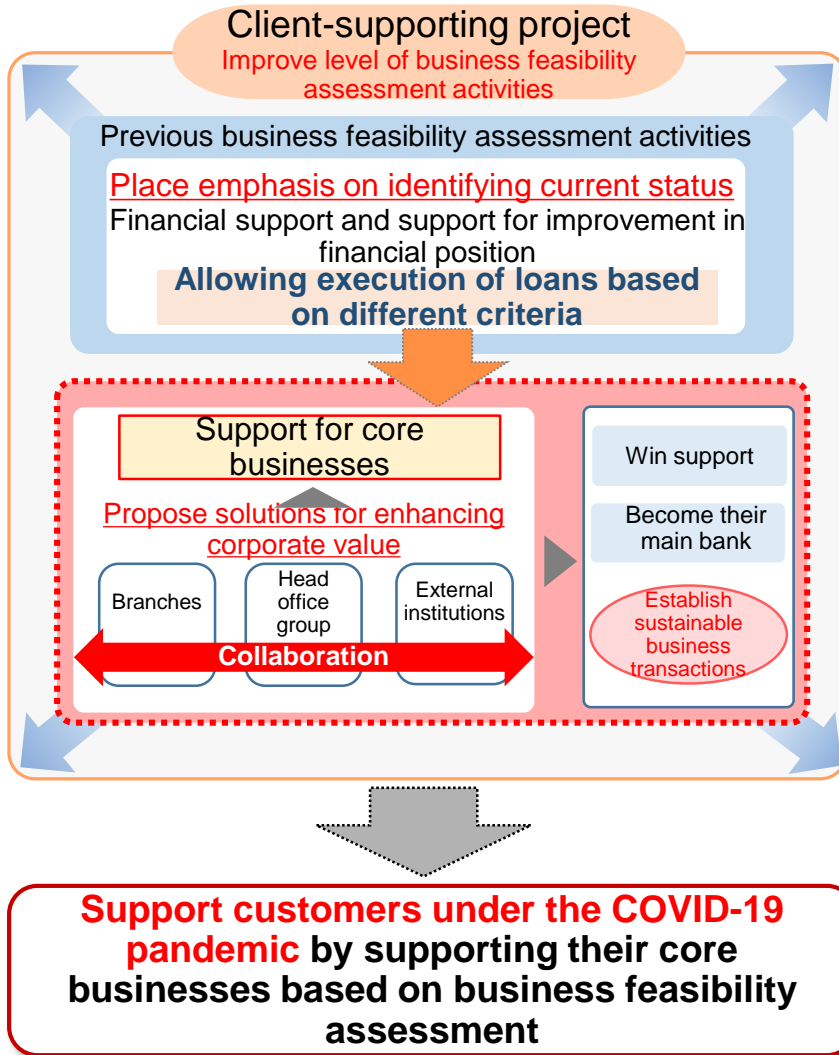 Client-supporting project
Improve level of business feasibility
assessment activities
Previous business feasibility assessment activities
Place emphasis on identifying current status
Financial support and support for improvement in
financial position
Allowing execution of loans based
on different criteria
Support for core
businesses
Propose solutions for enhancing
corporate value
Branches
Head
office
group
External
institutions
Collaboration
Win support
Become their
main bank
Establish
sustainable
business
transactions
Support customers under the COVID-19
pandemic by supporting their core
businesses based on business feasibility
assessment